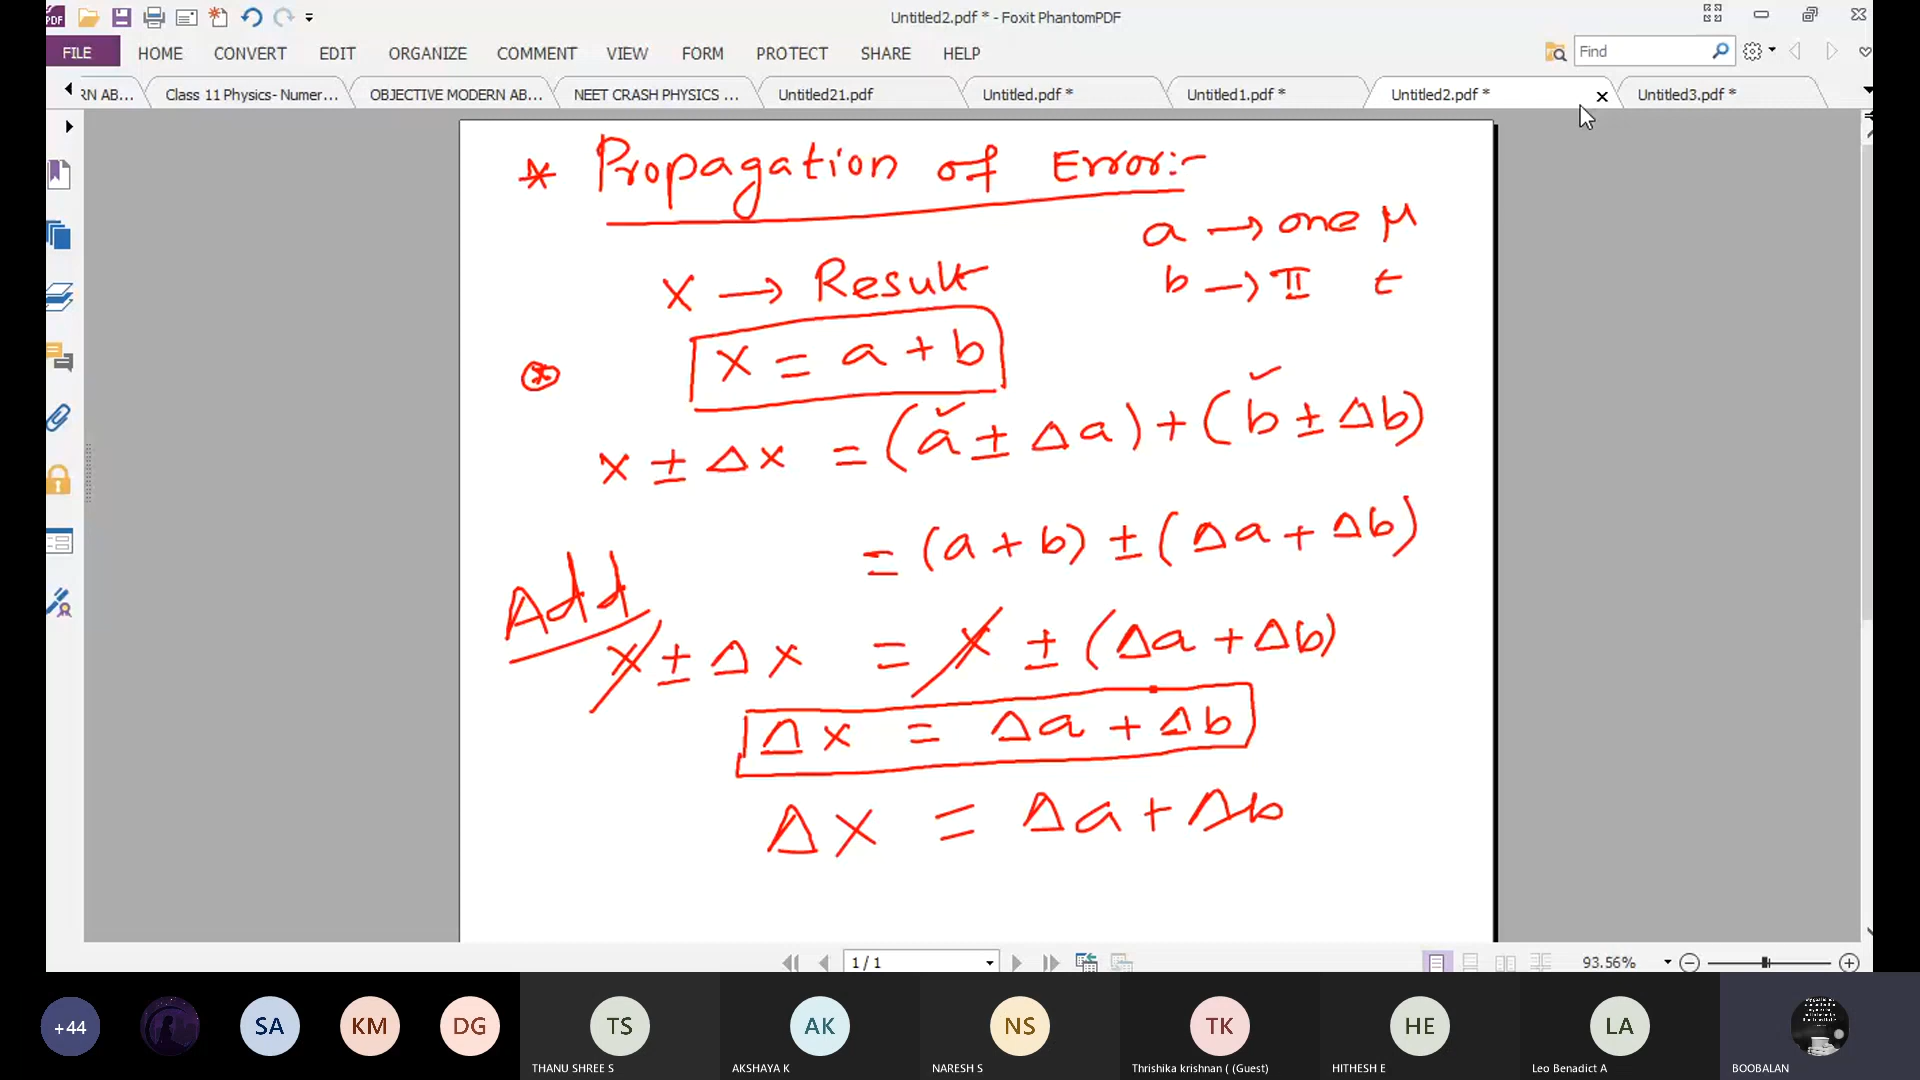 Untitled2.pdf * - Foxit PhantomPDF
FILE HOME CONVERT EDIT ORGANIZE COMMENT VIEW FORM PROTECT SHARE HELP Find
RN AB... Class 11 Physics- Numer... OBJECTIVE MODERN AB... NEET CRASH PHYSICS ... Untitled21.pdf Untitled.pdf * Untitled1.pdf * Untitled2.pdf * Untitled3.pdf *
* Propagation of Error:-
a → one μ
x → Result
b → II t
x = a + b
x ± Δx = (a ± Δa) + (b ± Δb)
= (a + b) ± (Δa + Δb)
Add
x ± Δx = x ± (Δa + Δb)
Δx = Δa + Δb
Δx = Δa + Δb
1 / 1 93.56%
+44 SA KM DG TS AK NS TK HE LA
THANU SHREE S AKSHAYA K NARESH S Thrishika krishnan ( (Guest) HITHESH E Leo Benadict A BOOBALAN